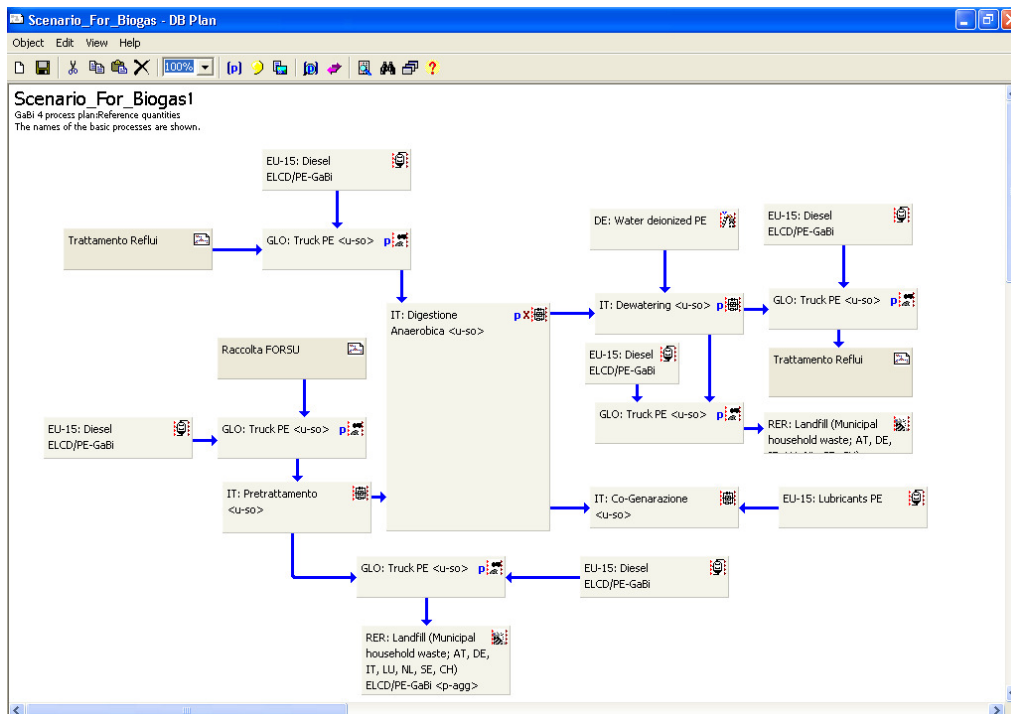 Scenario_For_Biogas - DB Plan
Object Edit View Help
100%
Scenario_For_Biogas1
GaBi 4 process plan:Reference quantities
The names of the basic processes are shown.
EU-15: Diesel
ELCD/PE-GaBi
Trattamento Reflui
GLO: Truck PE <u-so> p
DE: Water deionized PE
EU-15: Diesel
ELCD/PE-GaBi
IT: Digestione
Anaerobica <u-so>
p X
IT: Dewatering <u-so> p
GLO: Truck PE <u-so> p
Raccolta FORSU
EU-15: Diesel
ELCD/PE-GaBi
Trattamento Reflui
EU-15: Diesel
ELCD/PE-GaBi
GLO: Truck PE <u-so> p
GLO: Truck PE <u-so> p
RER: Landfill (Municipal
household waste; AT, DE,
IT: Pretrattamento
<u-so>
IT: Co-Genarazione
<u-so>
EU-15: Lubricants PE
GLO: Truck PE <u-so> p
EU-15: Diesel
ELCD/PE-GaBi
RER: Landfill (Municipal
household waste; AT, DE,
IT, LU, NL, SE, CH)
ELCD/PE-GaBi <p-agg>